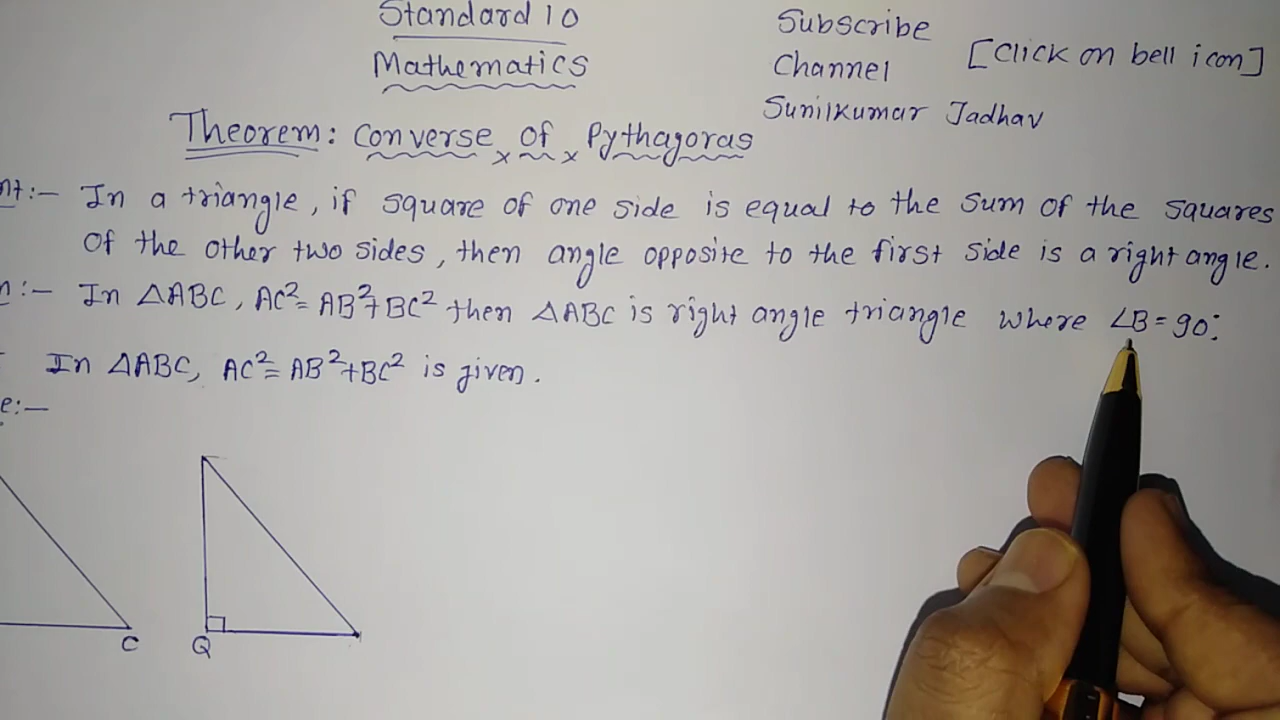 Standard 10
Mathematics
Subscribe
Channel [Click on bell icon]
Sunilkumar Jadhav
Theorem: Converse of Pythagoras
nt:- In a triangle, if square of one side is equal to the sum of the squares
of the other two sides, then angle opposite to the first side is a right angle.
n:- In △ABC, AC²= AB²+BC² then △ABC is right angle triangle where ∠B=90°.
In △ABC, AC²= AB²+BC² is given.
e:-
C
Q